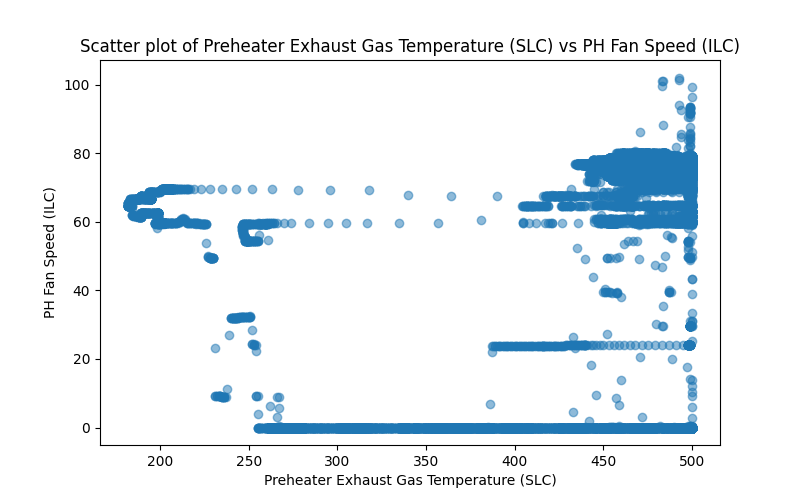 Scatter plot of Preheater Exhaust Gas Temperature (SLC) vs PH Fan Speed (ILC)
PH Fan Speed (ILC)
100
80
60
40
20
0
200 250 300 350 400 450 500
Preheater Exhaust Gas Temperature (SLC)